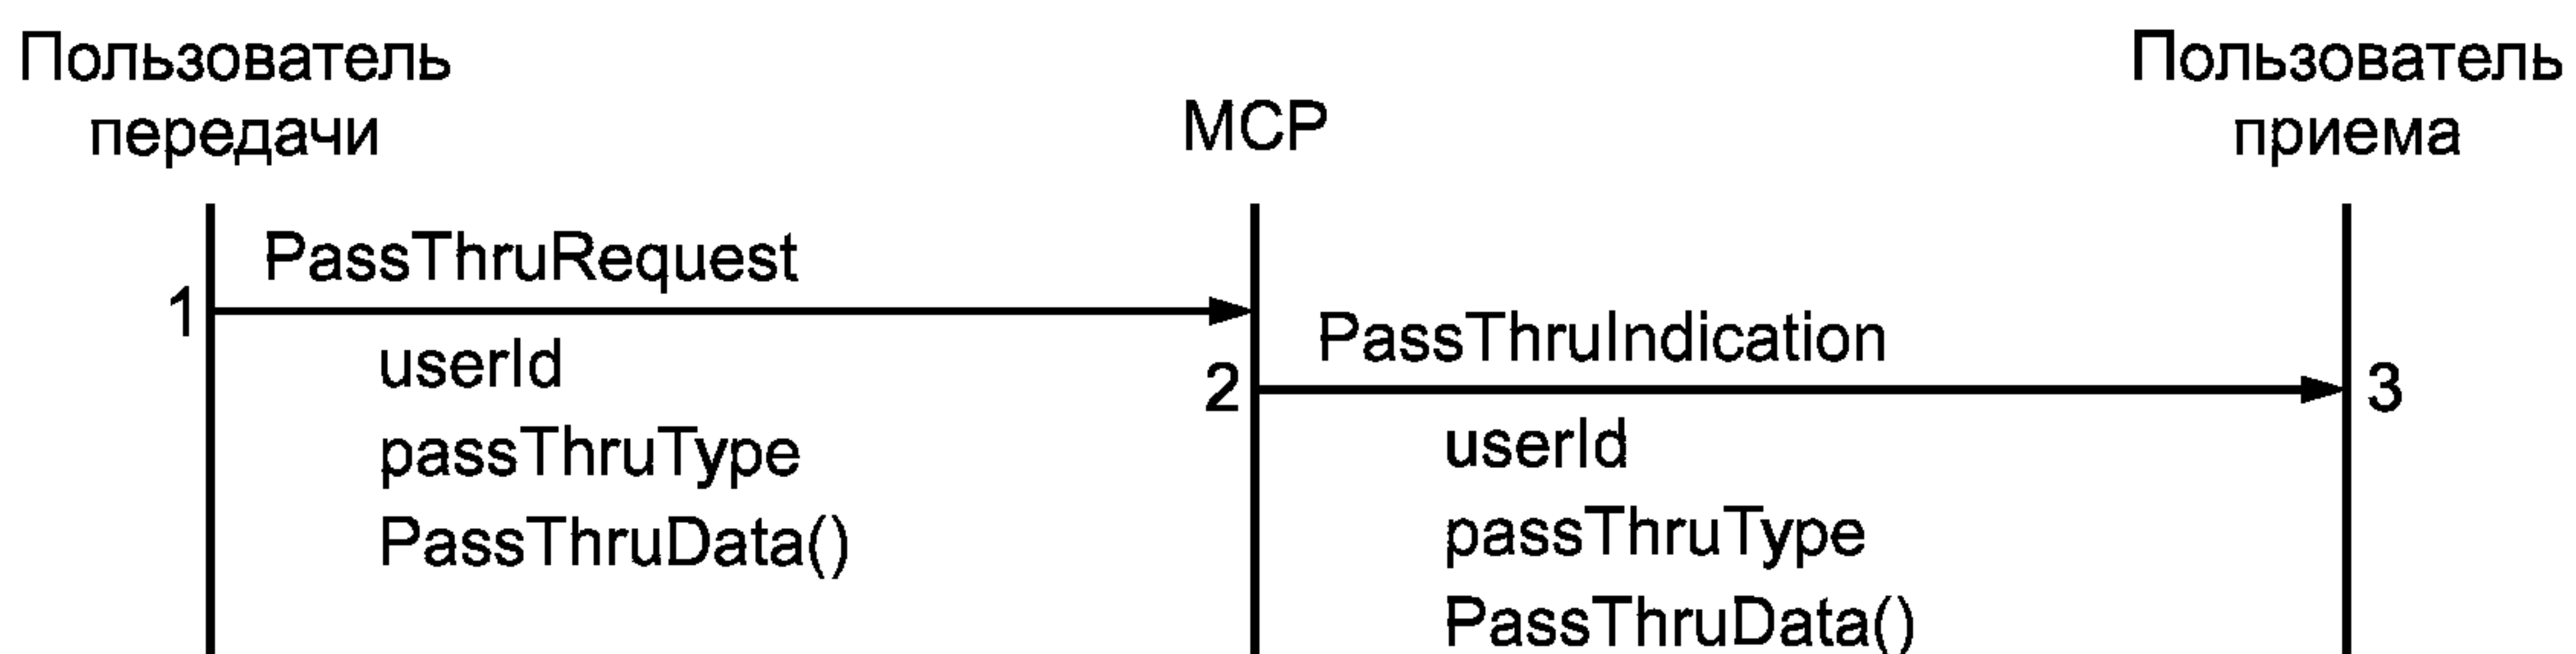 Пользователь
передачи
МСР
Пользователь
приема
PassThruRequest
1
userId
passThruType
PassThruData()
PassThruIndication
2
3
userId
passThruType
PassThruData()